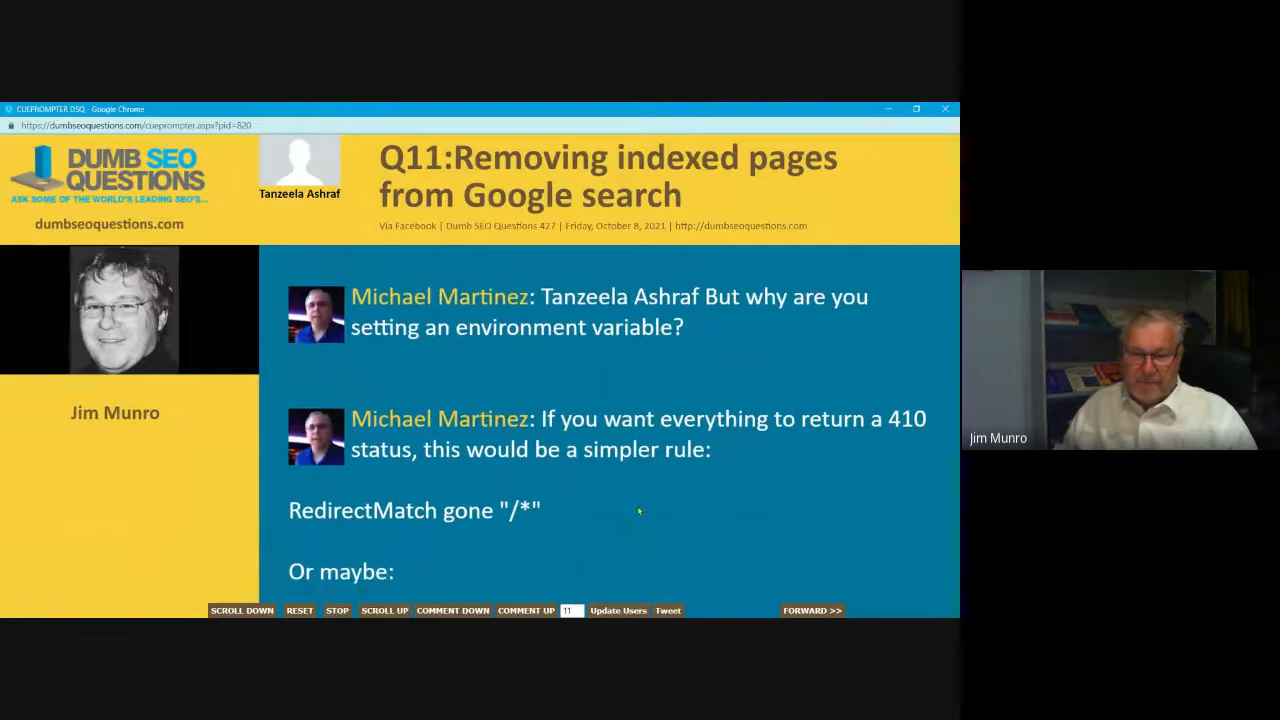 CUEPROMPTER DSQ - Google Chrome
https://dumbseoquestions.com/cueprompter.aspx?pid=820
DUMB SEO
QUESTIONS
ASK SOME OF THE WORLD'S LEADING SEO'S...
dumbseoquestions.com
Tanzeela Ashraf
Q11:Removing indexed pages
from Google search
Via Facebook | Dumb SEO Questions 427 | Friday, October 8, 2021 | http://dumbseoquestions.com
Jim Munro
Michael Martinez: Tanzeela Ashraf But why are you
setting an environment variable?
Michael Martinez: If you want everything to return a 410
status, this would be a simpler rule:
RedirectMatch gone "/*"
Or maybe:
SCROLL DOWN RESET STOP SCROLL UP COMMENT DOWN COMMENT UP 11 Update Users Tweet FORWARD >>
Jim Munro